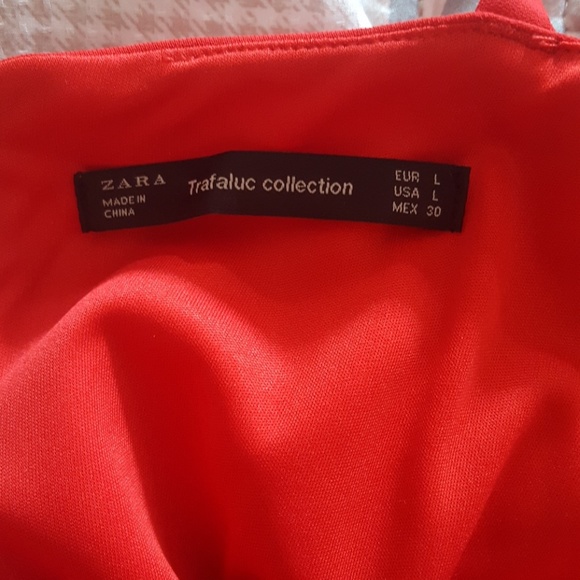 ZARA
MADE IN
CHINA
Trafaluc collection
EUR L
USA L
MEX 30